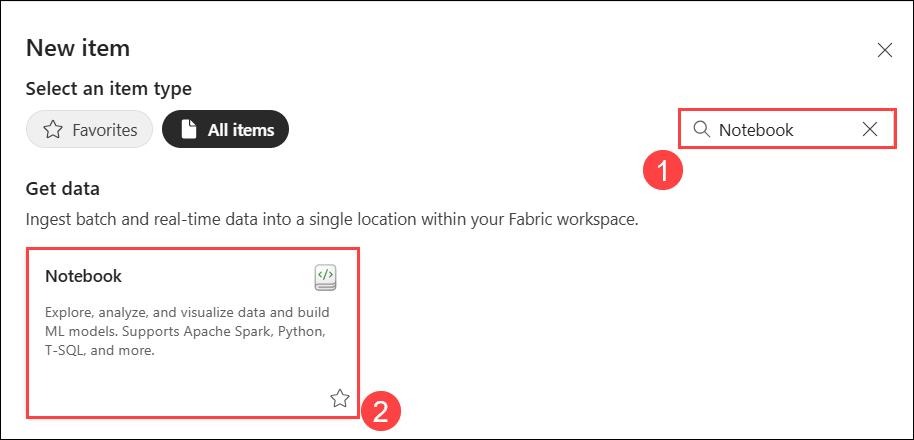 New item
Select an item type
Favorites
All items
Notebook
1
Get data
Ingest batch and real-time data into a single location within your Fabric workspace.
Notebook
</>
Explore, analyze, and visualize data and build
ML models. Supports Apache Spark, Python,
T-SQL, and more.
2